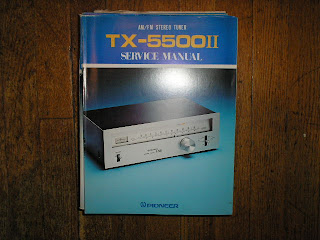 AM/FM STEREO TUNER
TX-5500II
SERVICE MANUAL
PIONEER